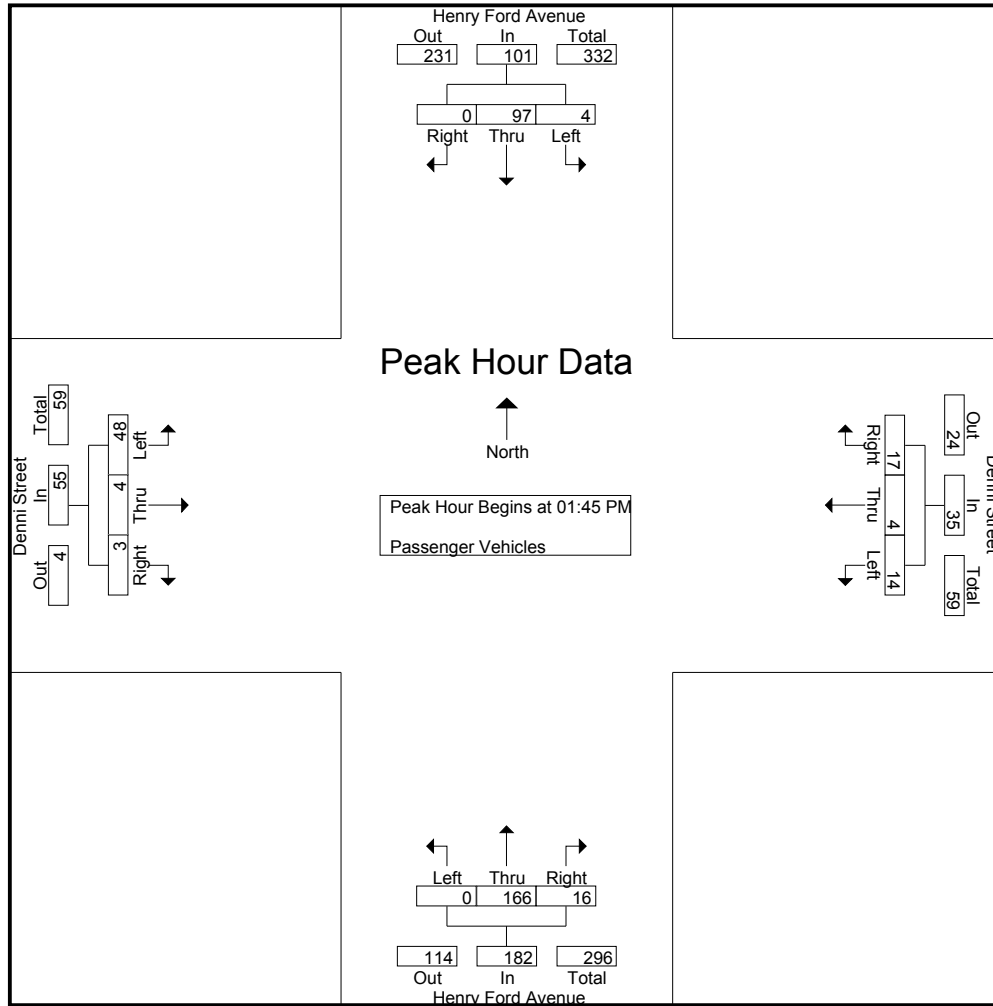 Henry Ford Avenue
Out In Total
231 101 332
0 97 4
Right Thru Left
Peak Hour Data
North
Peak Hour Begins at 01:45 PM
Passenger Vehicles
Denni Street
Total In Out
59 55 4
48 4 3
Left Thru Right
Denni Street
Out In Total
24 35 59
17 4 14
Right Thru Left
Left Thru Right
0 166 16
114 182 296
Out In Total
Henry Ford Avenue